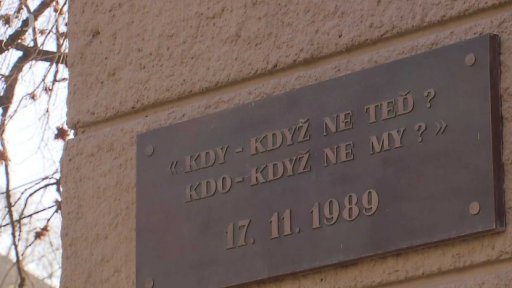 « KDY - KDYŽ NE TEĎ ?
KDO - KDYŽ NE MY ? »
17. 11. 1989